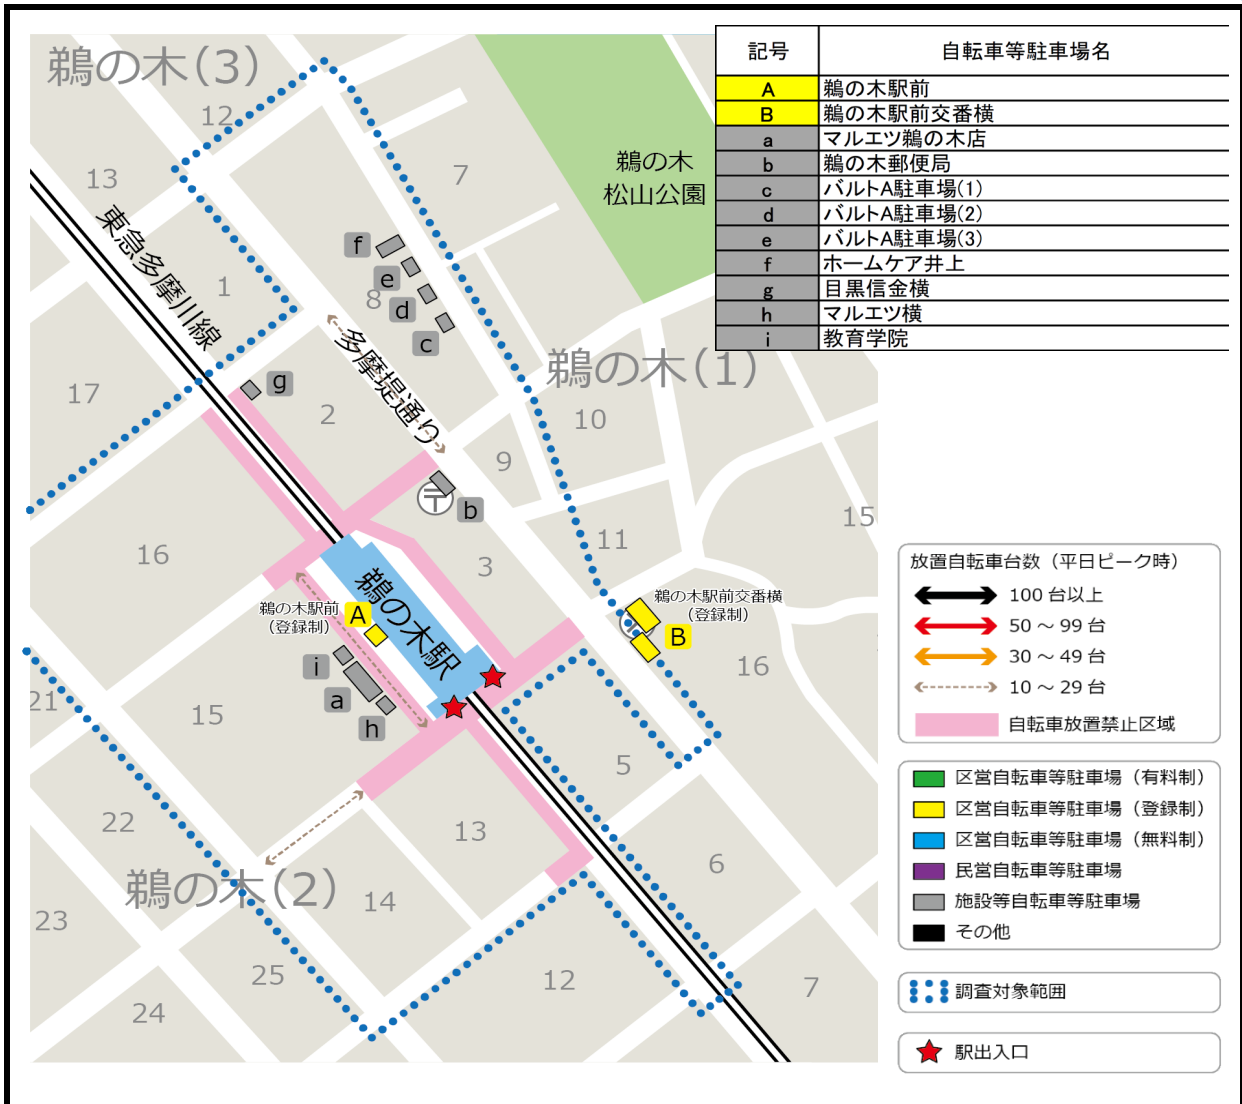 鵜の木(3)
12
13
7
鵜の木
松山公園
東急多摩川線
1
f
e
8
d
c
多摩堤通り
鵜の木(1)
17
g
2
10
9
b
15
16
11
3
鵜の木駅前
(登録制)
A
鵜の木駅
鵜の木駅前交番横
(登録制)
B
i
a
h
16
21
15
5
22
13
6
鵜の木(2)
14
23
25
12
7
24
記号 自転車等駐車場名
A 鵜の木駅前
B 鵜の木駅前交番横
a マルエツ鵜の木店
b 鵜の木郵便局
c バルトA駐車場(1)
d バルトA駐車場(2)
e バルトA駐車場(3)
f ホームケア井上
g 目黒信金横
h マルエツ横
i 教育学院
放置自転車台数（平日ピーク時）
100 台以上
50 ～ 99 台
30 ～ 49 台
10 ～ 29 台
自転車放置禁止区域
区営自転車等駐車場（有料制）
区営自転車等駐車場（登録制）
区営自転車等駐車場（無料制）
民営自転車等駐車場
施設等自転車等駐車場
その他
調査対象範囲
駅出入口